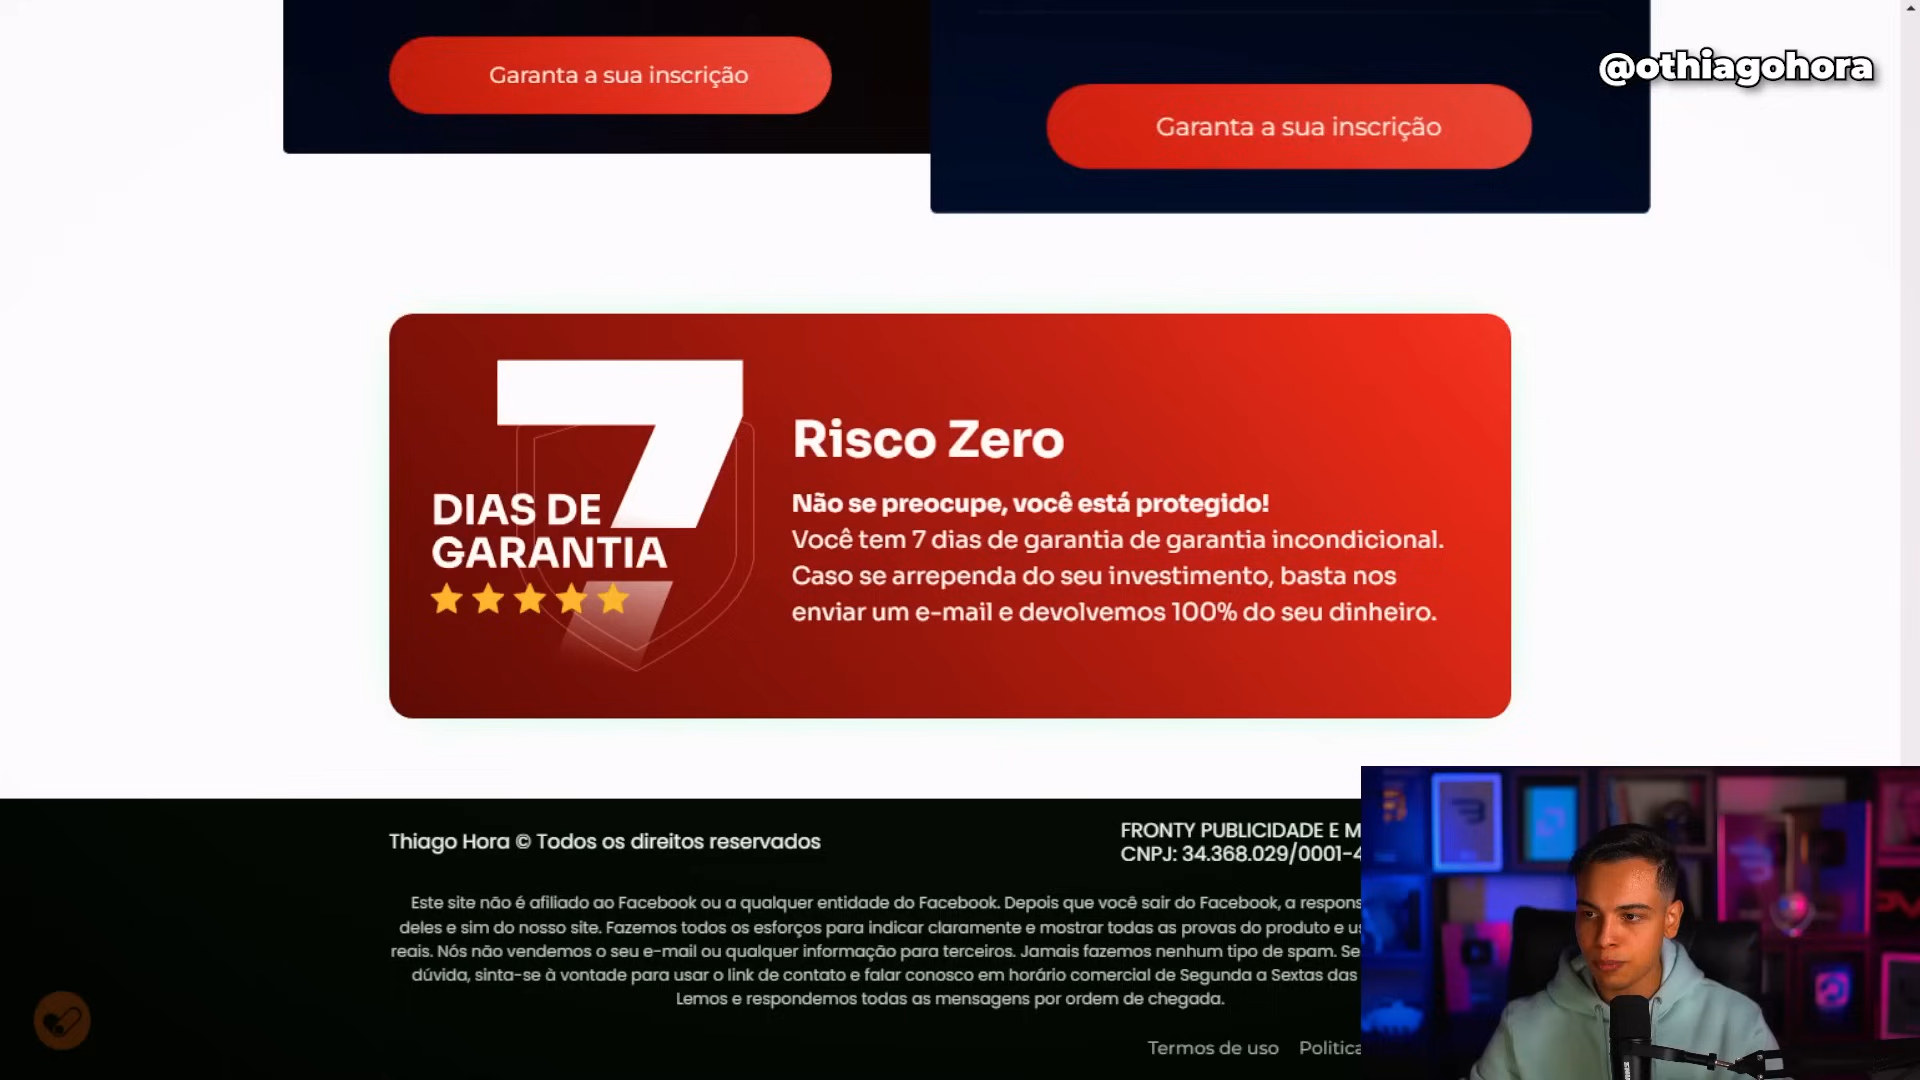 @othiagohora
Garanta a sua inscrição
Garanta a sua inscrição
7
DIAS DE
GARANTIA
Risco Zero
Não se preocupe, você está protegido!
Você tem 7 dias de garantia de garantia incondicional.
Caso se arrependa do seu investimento, basta nos
enviar um e-mail e devolvemos 100% do seu dinheiro.
Thiago Hora © Todos os direitos reservados
FRONTY PUBLICIDADE E M
CNPJ: 34.368.029/0001-4
Este site não é afiliado ao Facebook ou a qualquer entidade do Facebook. Depois que você sair do Facebook, a respons
deles e sim do nosso site. Fazemos todos os esforços para indicar claramente e mostrar todas as provas do produto e us
reais. Nós não vendemos o seu e-mail ou qualquer informação para terceiros. Jamais fazemos nenhum tipo de spam. Se
dúvida, sinta-se à vontade para usar o link de contato e falar conosco em horário comercial de Segunda a Sextas das
Lemos e respondemos todas as mensagens por ordem de chegada.
Termos de uso Politica